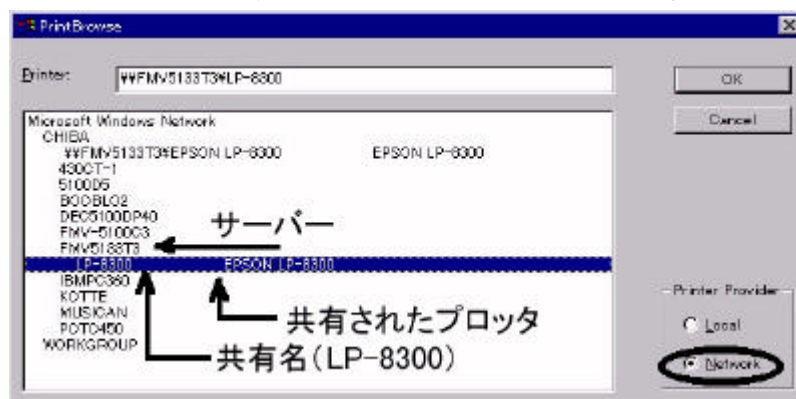 PrintBrowse
Printer: ¥¥FMV5133T3¥LP-8300
OK
Cancel
Microsoft Windows Network
CHIBA
¥¥FMV5133T3¥EPSON LP-8300 EPSON LP-8300
430CT-1
5100D5
BOOBLO2
DEC5100DP40
FMV-5100C3
サーバー
FMV5133T3
LP-8300 EPSON LP-8300
IBMPC360
KOTTE
MUSICAN
POTO450
WORKGROUP
共有されたプロッタ
共有名(LP-8300)
Printer Provider
Local
Network